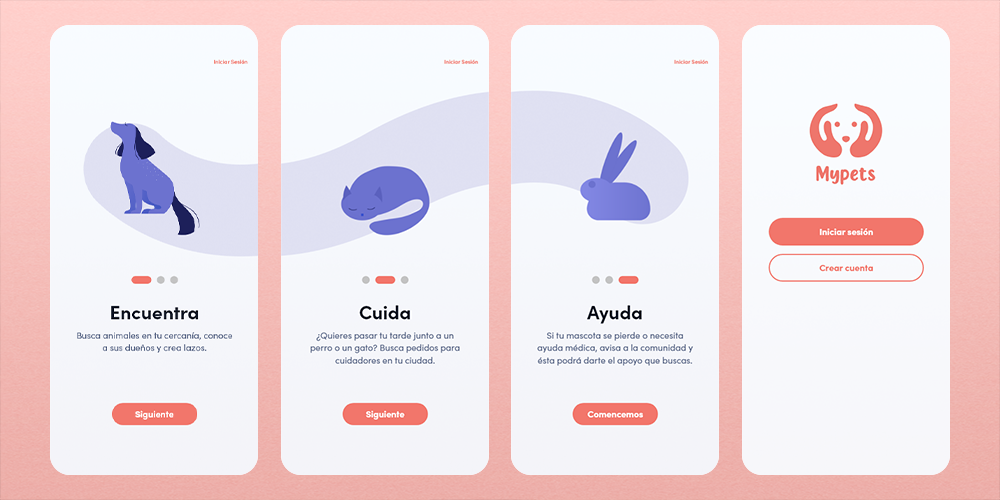 Iniciar Sesión
Encuentra
Busca animales en tu cercanía, conoce
a sus dueños y crea lazos.
Siguiente
Iniciar Sesión
Cuida
¿Quieres pasar tu tarde junto a un
perro o un gato? Busca pedidos para
cuidadores en tu ciudad.
Siguiente
Iniciar Sesión
Ayuda
Si tu mascota se pierde o necesita
ayuda médica, avisa a la comunidad y
ésta podrá darte el apoyo que buscas.
Comencemos
Mypets
Iniciar sesión
Crear cuenta